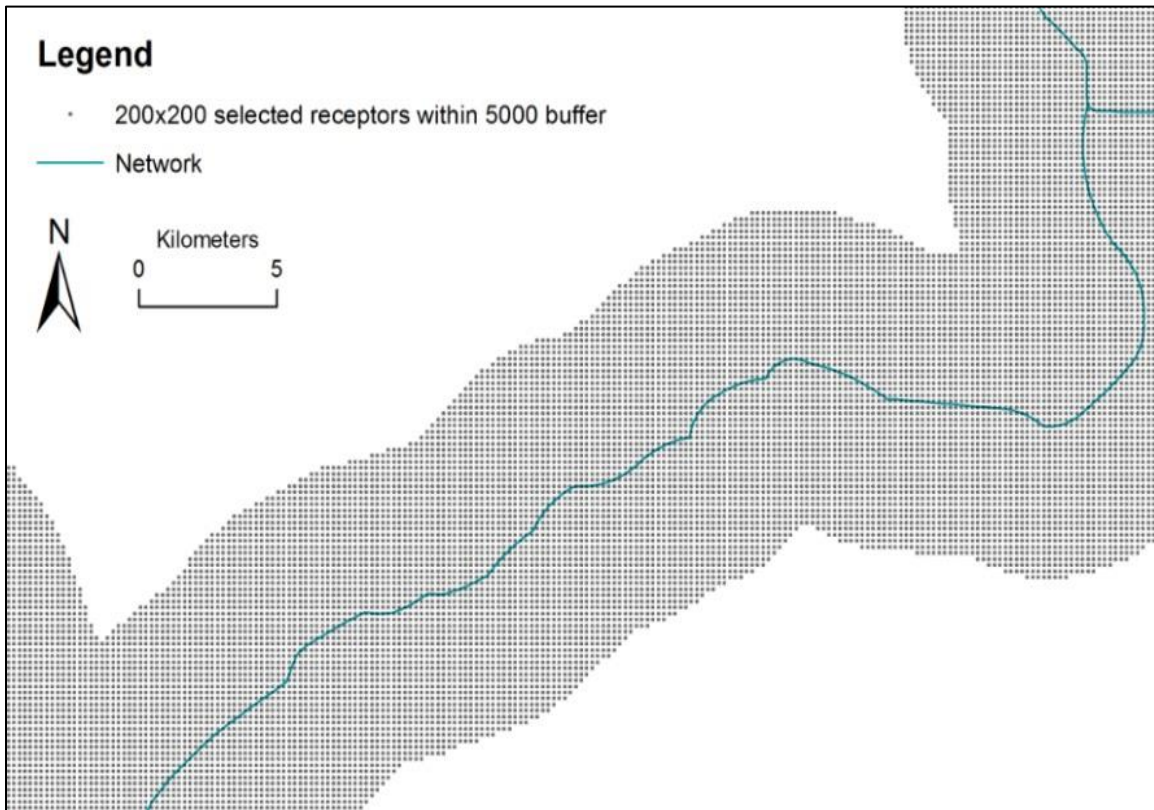 Legend
200x200 selected receptors within 5000 buffer
Network
N
Kilometers
0 5